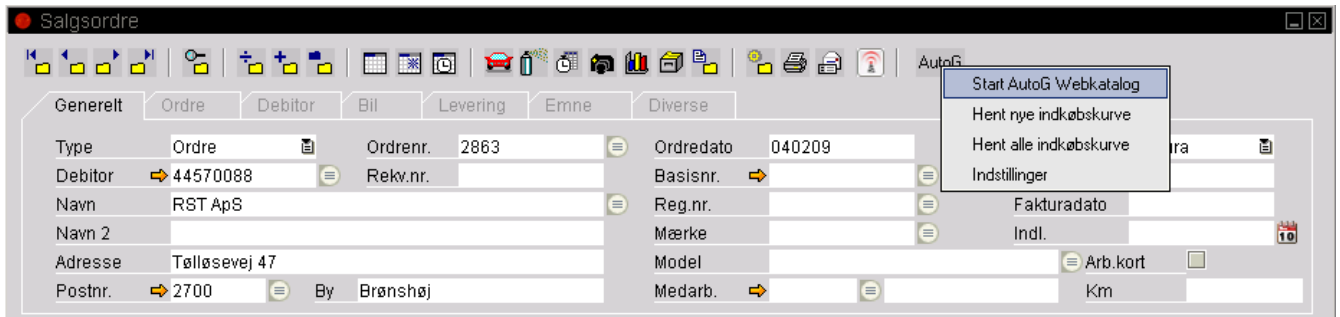 Salgsordre
AutoG
Start AutoG Webkatalog
Hent nye indkøbskurve
Hent alle indkøbskurve
Indstillinger
Generelt Ordre Debitor Bil Levering Emne Diverse
Type Ordre Ordrenr. 2863 Ordredato 040209 ura
Debitor 44570088 Rekv.nr. Basisnr.
Navn RST ApS Reg.nr. Fakturadato
Navn 2 Mærke Indl. 10
Adresse Tølløsevej 47 Model Arb.kort
Postnr. 2700 By Brønshøj Medarb. Km